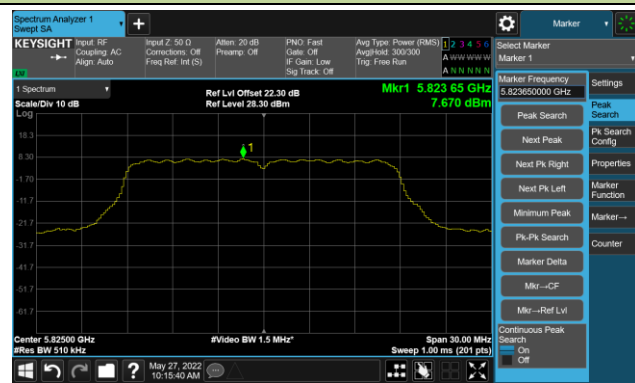 Spectrum Analyzer 1
Swept SA
+
Marker
KEYSIGHT
Input: RF
Coupling: AC
Align: Auto
Input Z: 50 Ω
Corrections: Off
Freq Ref: Int (S)
Atten: 20 dB
Preamp: Off
PNO: Fast
Gate: Off
IF Gain: Low
Sig Track: Off
Avg Type: Power (RMS)
Avg|Hold: 300/300
Trig: Free Run
1 2 3 4 5 6
A W W W W W
A N N N N N
LU
Select Marker
Marker 1
1 Spectrum
Scale/Div 10 dB
Log
Ref Lvl Offset 22.30 dB
Ref Level 28.30 dBm
Mkr1 5.823 65 GHz
7.670 dBm
1
18.3
8.30
-1.70
-11.7
-21.7
-31.7
-41.7
-51.7
-61.7
Center 5.82500 GHz
#Res BW 510 kHz
#Video BW 1.5 MHz*
Span 30.00 MHz
Sweep 1.00 ms (201 pts)
Marker Frequency
5.823650000 GHz
Peak Search
Next Peak
Next Pk Right
Next Pk Left
Minimum Peak
Pk-Pk Search
Marker Delta
Mkr→CF
Mkr→Ref Lvl
Continuous Peak
Search
On
Off
Settings
Peak
Search
Pk Search
Config
Properties
Marker
Function
Marker→
Counter
?
May 27, 2022
10:15:40 AM